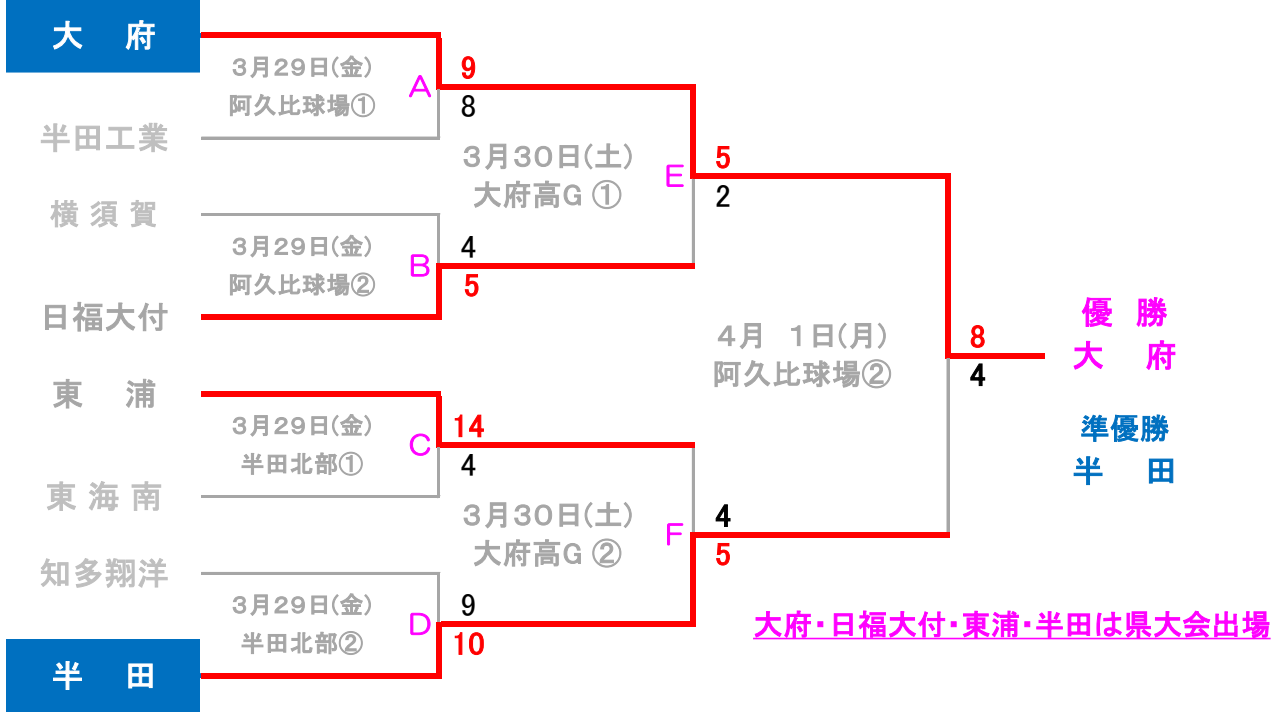 大　府
３月２９日(金)
阿久比球場①
A
9
8
半田工業
３月３０日(土)
大府高G ①
E
5
2
横 須 賀
３月２９日(金)
阿久比球場②
B
4
5
日福大付
４月　１日(月)
阿久比球場②
8
4
優　勝
大　府
準優勝
半　田
東　浦
３月２９日(金)
半田北部①
C
14
4
東 海 南
３月３０日(土)
大府高G ②
F
4
5
知多翔洋
３月２９日(金)
半田北部②
D
9
10
半　田
大府・日福大付・東浦・半田は県大会出場